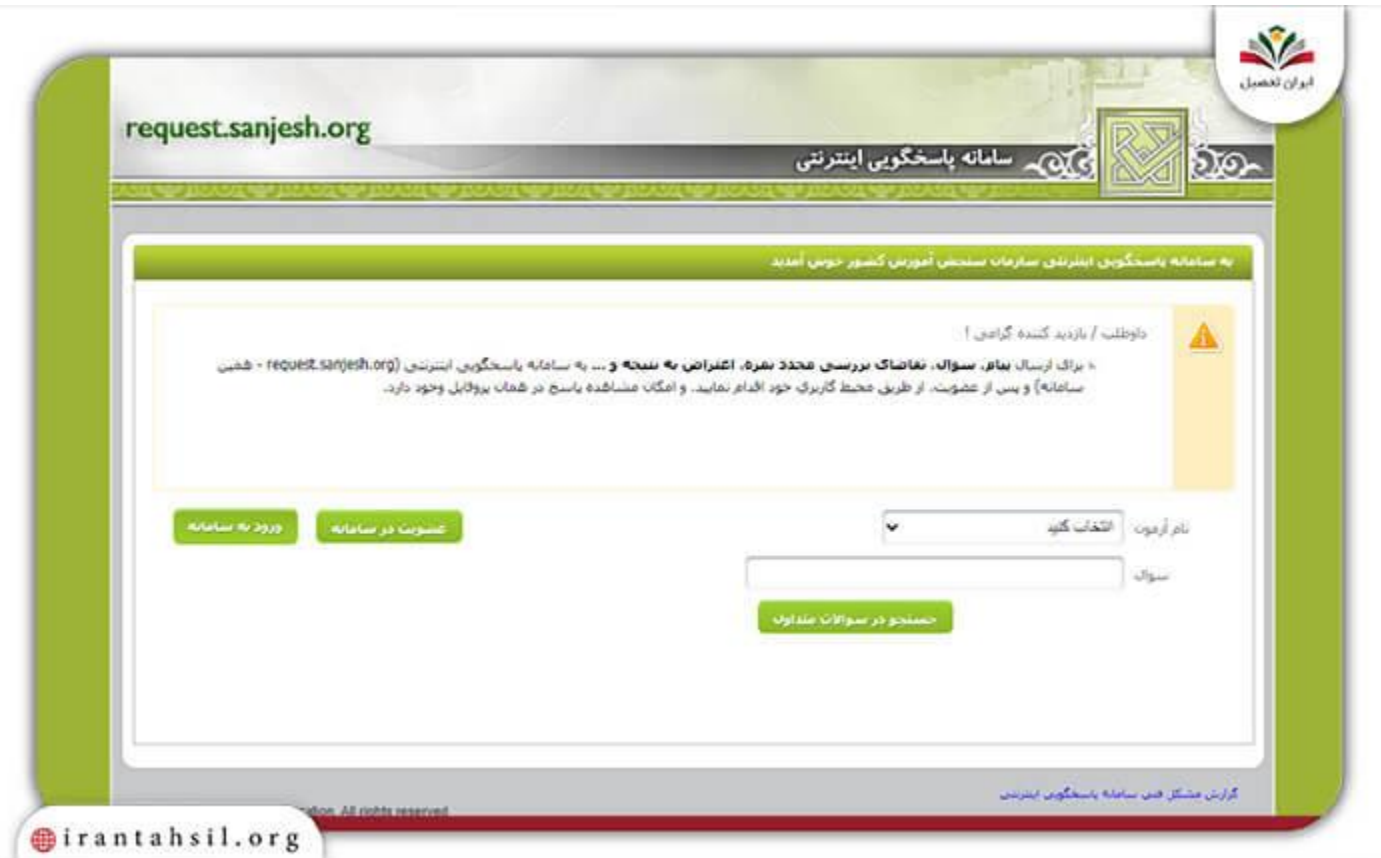 ایران تحصیل
request.sanjesh.org
سامانه پاسخگویی اینترنتی
به سامانه پاسخگویی اینترنتی سازمان سنجش آموزش کشور خوش آمدید
داوطلب / بازدید کننده گرامی !
برای ارسال پیام، سوال، تقاضای بررسی مجدد نمره، اعتراض به نتیجه و ... به سامانه پاسخگویی اینترنتی (request.sanjesh.org - همین
سامانه) و پس از عضویت، از طریق محیط کاربری خود اقدام نمایید. و امکان مشاهده پاسخ در همان پروفایل وجود دارد.
نام آزمون: انتخاب کنید
عضویت در سامانه
ورود به سامانه
سوال
جستجو در سوالات متداول
گزارش مشکل فنی سامانه پاسخگویی اینترنتی
All rights reserved
irantahsil.org